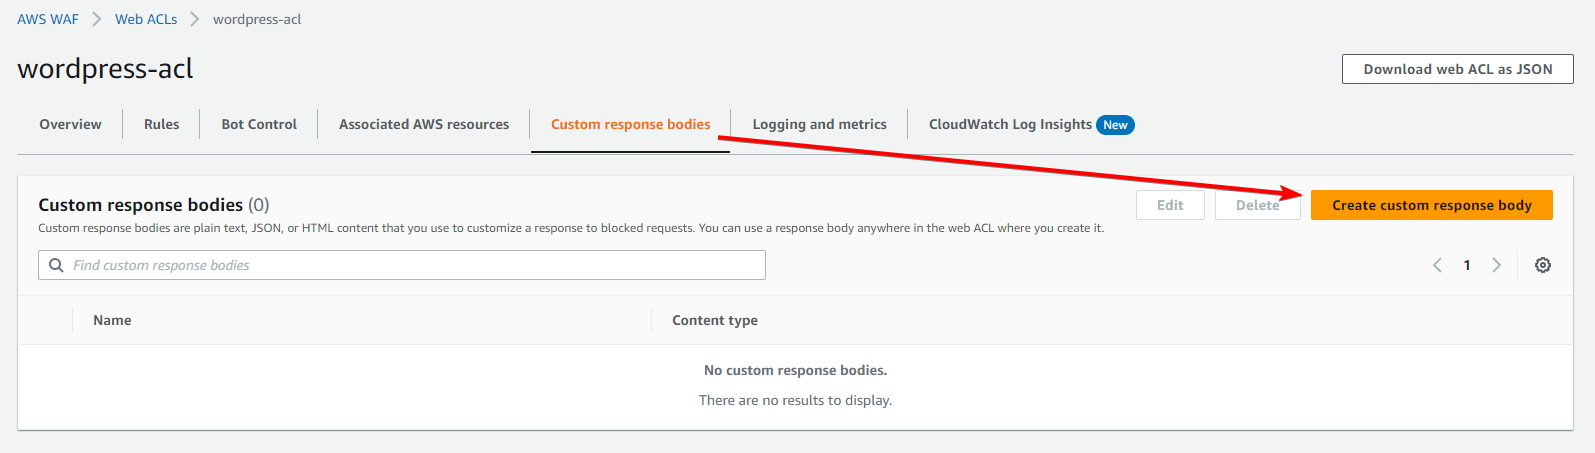 AWS WAF > Web ACLs > wordpress-acl
wordpress-acl
Download web ACL as JSON
Overview
Rules
Bot Control
Associated AWS resources
Custom response bodies
Logging and metrics
CloudWatch Log Insights New
Custom response bodies (0)
Edit
Delete
Create custom response body
Custom response bodies are plain text, JSON, or HTML content that you use to customize a response to blocked requests. You can use a response body anywhere in the web ACL where you create it.
Find custom response bodies
1
Name
Content type
No custom response bodies.
There are no results to display.